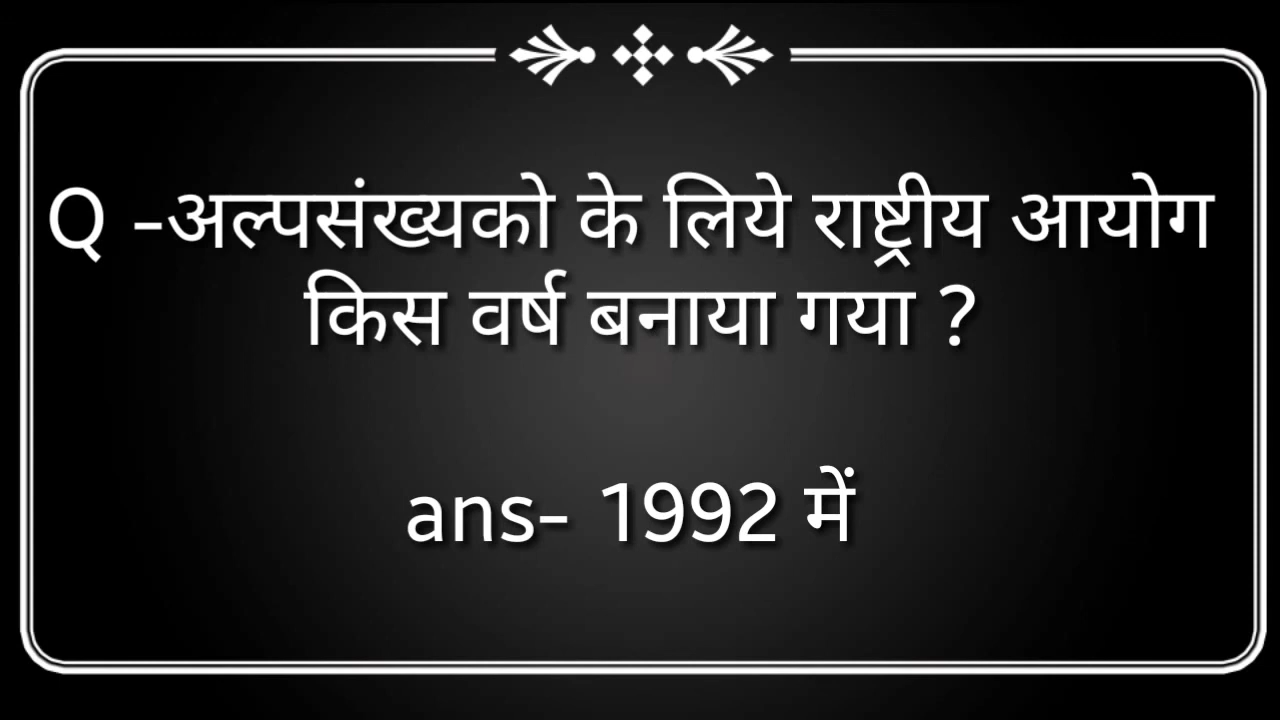 Q -अल्पसंख्यको के लिये राष्ट्रीय आयोग
किस वर्ष बनाया गया ?
ans- 1992 में